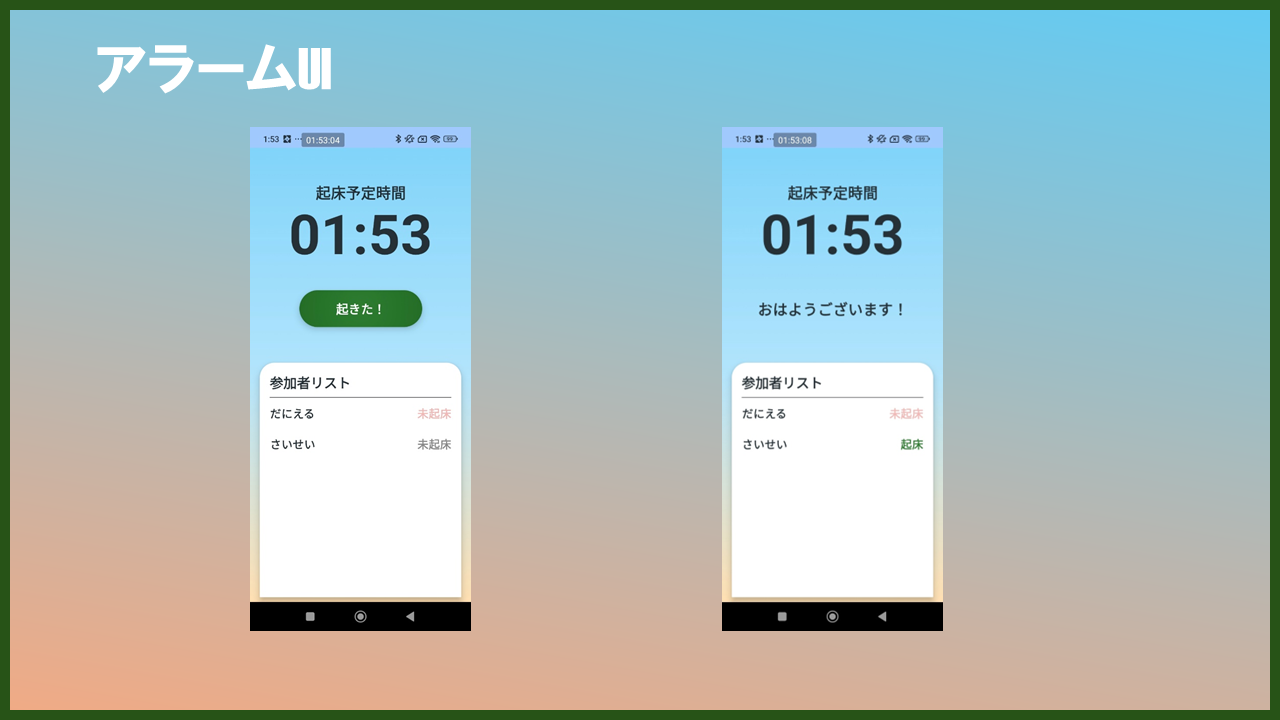 アラームUI
1:53 ··· 01:53:04 99
起床予定時間
01:53
起きた！
参加者リスト
だにえる 未起床
さいせい 未起床
1:53 ··· 01:53:08 99
起床予定時間
01:53
おはようございます！
参加者リスト
だにえる 未起床
さいせい 起床